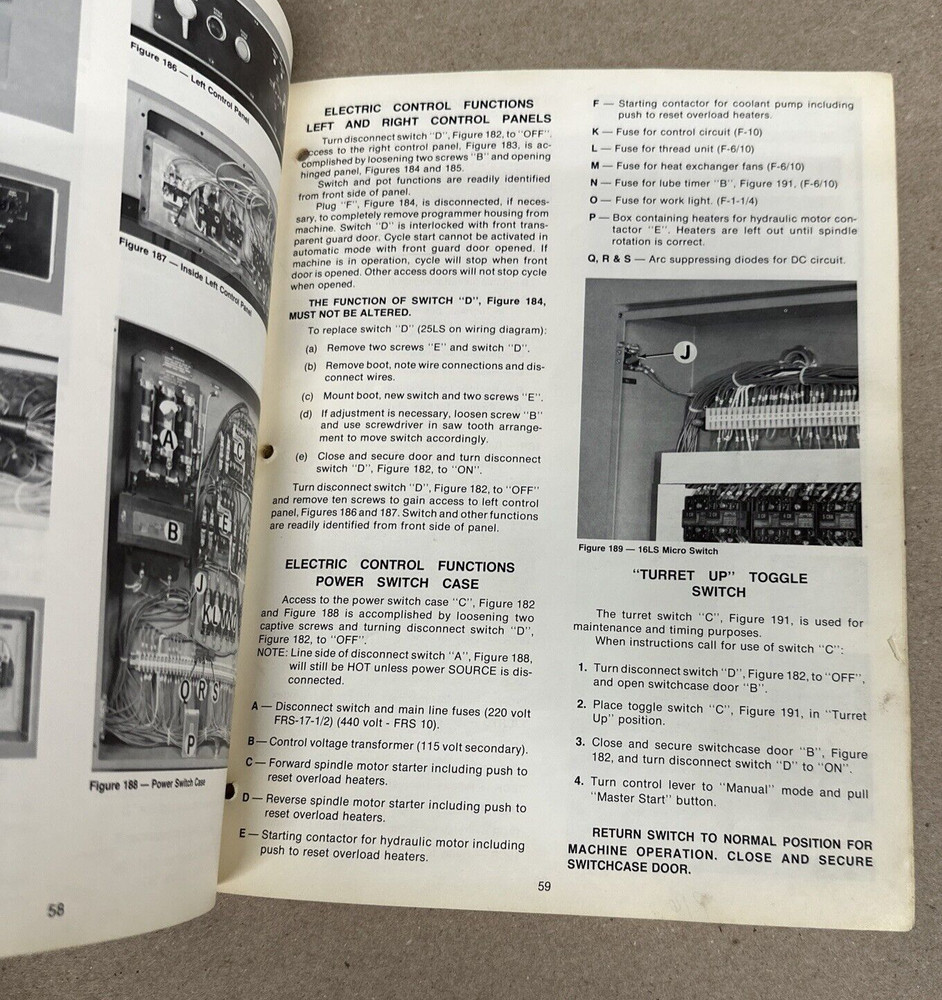 Figure 186 — Left Control Panel
Figure 187 — Inside Left Control Panel
A
C
B
E
J
K L M N O
Q R S
P
Figure 188 — Power Switch Case
58
ELECTRIC CONTROL FUNCTIONS
LEFT AND RIGHT CONTROL PANELS
Turn disconnect switch "D", Figure 182, to "OFF".
Access to the right control panel, Figure 183, is ac-
complished by loosening two screws "B" and opening
hinged panel, Figures 184 and 185.
Switch and pot functions are readily identified
from front side of panel.
Plug "F", Figure 184, is disconnected, if neces-
sary, to completely remove programmer housing from
machine. Switch "D" is interlocked with front trans-
parent guard door. Cycle start cannot be activated in
automatic mode with front guard door opened. If
machine is in operation, cycle will stop when front
door is opened. Other access doors will not stop cycle
when opened.
THE FUNCTION OF SWITCH "D", Figure 184,
MUST NOT BE ALTERED.
To replace switch "D" (25LS on wiring diagram):
(a) Remove two screws "E" and switch "D".
(b) Remove boot, note wire connections and dis-
connect wires.
(c) Mount boot, new switch and two screws "E".
(d) If adjustment is necessary, loosen screw "B"
and use screwdriver in saw tooth arrange-
ment to move switch accordingly.
(e) Close and secure door and turn disconnect
switch "D", Figure 182, to "ON".
Turn disconnect switch "D", Figure 182, to "OFF"
and remove ten screws to gain access to left control
panel, Figures 186 and 187. Switch and other functions
are readily identified from front side of panel.
ELECTRIC CONTROL FUNCTIONS
POWER SWITCH CASE
Access to the power switch case "C", Figure 182
and Figure 188 is accomplished by loosening two
captive screws and turning disconnect switch "D",
Figure 182, to "OFF".
NOTE: Line side of disconnect switch "A", Figure 188,
will still be HOT unless power SOURCE is dis-
connected.
A — Disconnect switch and main line fuses (220 volt
FRS-17-1/2) (440 volt - FRS 10).
B — Control voltage transformer (115 volt secondary).
C — Forward spindle motor starter including push to
reset overload heaters.
D — Reverse spindle motor starter including push to
reset overload heaters.
E — Starting contactor for hydraulic motor including
push to reset overload heaters.
F — Starting contactor for coolant pump including
push to reset overload heaters.
K — Fuse for control circuit (F-10)
L — Fuse for thread unit (F-6/10)
M — Fuse for heat exchanger fans (F-6/10)
N — Fuse for lube timer "B", Figure 191, (F-6/10)
O — Fuse for work light. (F-1-1/4)
P — Box containing heaters for hydraulic motor con-
tactor "E". Heaters are left out until spindle
rotation is correct.
Q, R & S — Arc suppressing diodes for DC circuit.
J
Figure 189 — 16LS Micro Switch
"TURRET UP" TOGGLE
SWITCH
The turret switch "C", Figure 191, is used for
maintenance and timing purposes.
When instructions call for use of switch "C":
1. Turn disconnect switch "D", Figure 182, to "OFF",
and open switchcase door "B".
2. Place toggle switch "C", Figure 191, in "Turret
Up" position.
3. Close and secure switchcase door "B", Figure
182, and turn disconnect switch "D" to "ON".
4. Turn control lever to "Manual" mode and pull
"Master Start" button.
RETURN SWITCH TO NORMAL POSITION FOR
MACHINE OPERATION. CLOSE AND SECURE
SWITCHCASE DOOR.
59